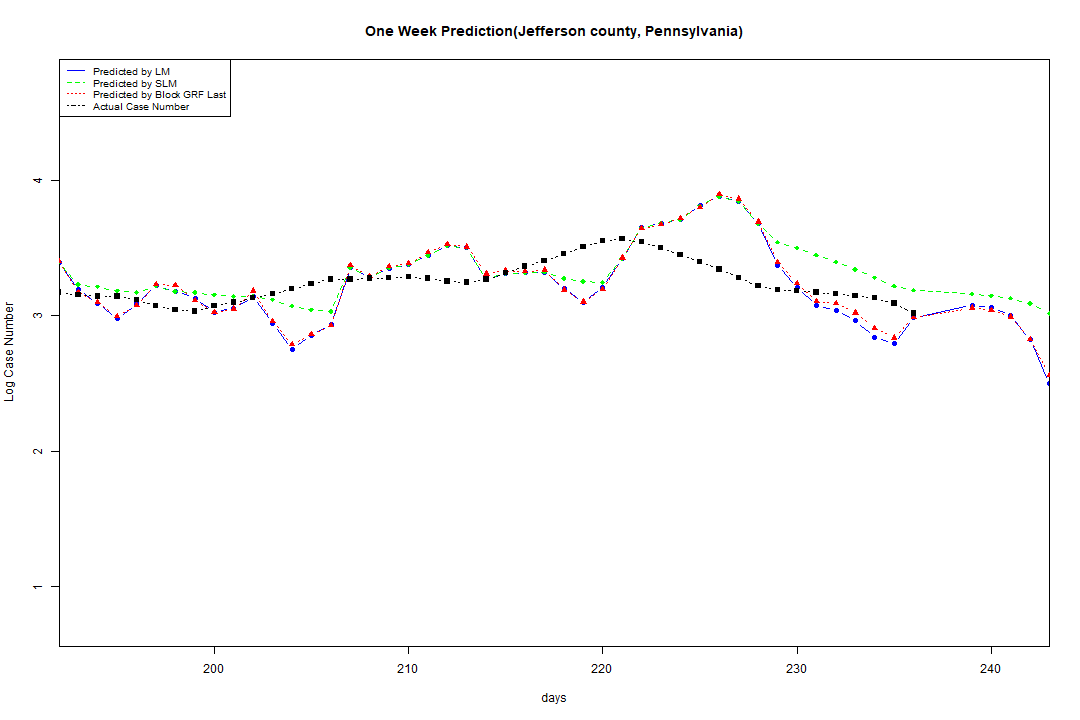 One Week Prediction(Jefferson county, Pennsylvania)
Predicted by LM
Predicted by SLM
Predicted by Block GRF Last
Actual Case Number
4
3
2
1
Log Case Number
200 210 220 230 240
days